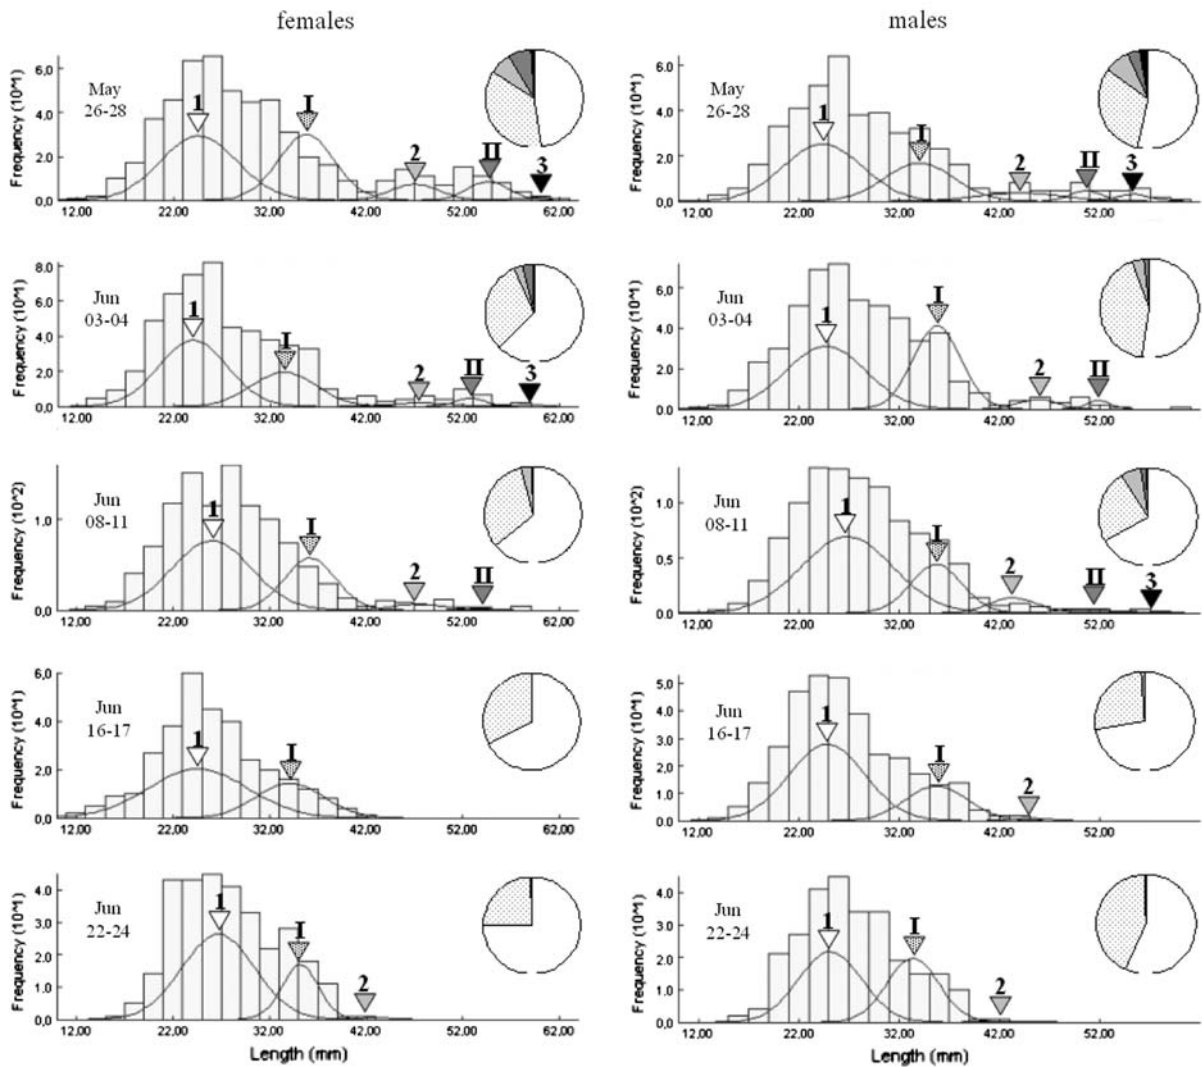 females
males
6,0
4,0
2,0
0,0
Frequency (10^1)
May
26-28
1
I
2
II
3
12,00 22,00 32,00 42,00 52,00 62,00
6.0
4.0
2.0
0.0
Frequency (10^1)
May
26-28
1
I
2
II
3
12,00 22,00 32,00 42,00 52,00
8.0
6.0
4.0
2.0
0.0
Frequency (10^1)
Jun
03-04
1
I
2
II
3
12,00 22,00 32,00 42,00 52,00 62,00
6,0
4,0
2,0
0,0
Frequency (10^1)
Jun
03-04
1
I
2
II
12,00 22,00 32,00 42,00 52,00
1,0
0,0
Frequency (10^2)
Jun
08-11
1
I
2
II
12,00 22,00 32,00 42,00 52,00 62,00
1.0
0.5
0.0
Frequency (10^2)
Jun
08-11
1
I
2
II
3
12,00 22,00 32,00 42,00 52,00
6,0
4,0
2,0
0,0
Frequency (10^1)
Jun
16-17
1
I
12,00 22,00 32,00 42,00 52,00 62,00
5,0
4,0
3,0
2,0
1,0
0,0
Frequency (10^1)
Jun
16-17
1
I
2
12,00 22,00 32,00 42,00 52,00
4.0
3.0
2.0
1.0
0,0
Frequency (10^1)
Jun
22-24
1
I
2
12,00 22,00 32,00 42,00 52,00 62,00
Length (mm)
4.0
3.0
2.0
1.0
0.0
Frequency (10^1)
Jun
22-24
1
I
2
12,00 22,00 32,00 42,00 52,00
Length (mm)